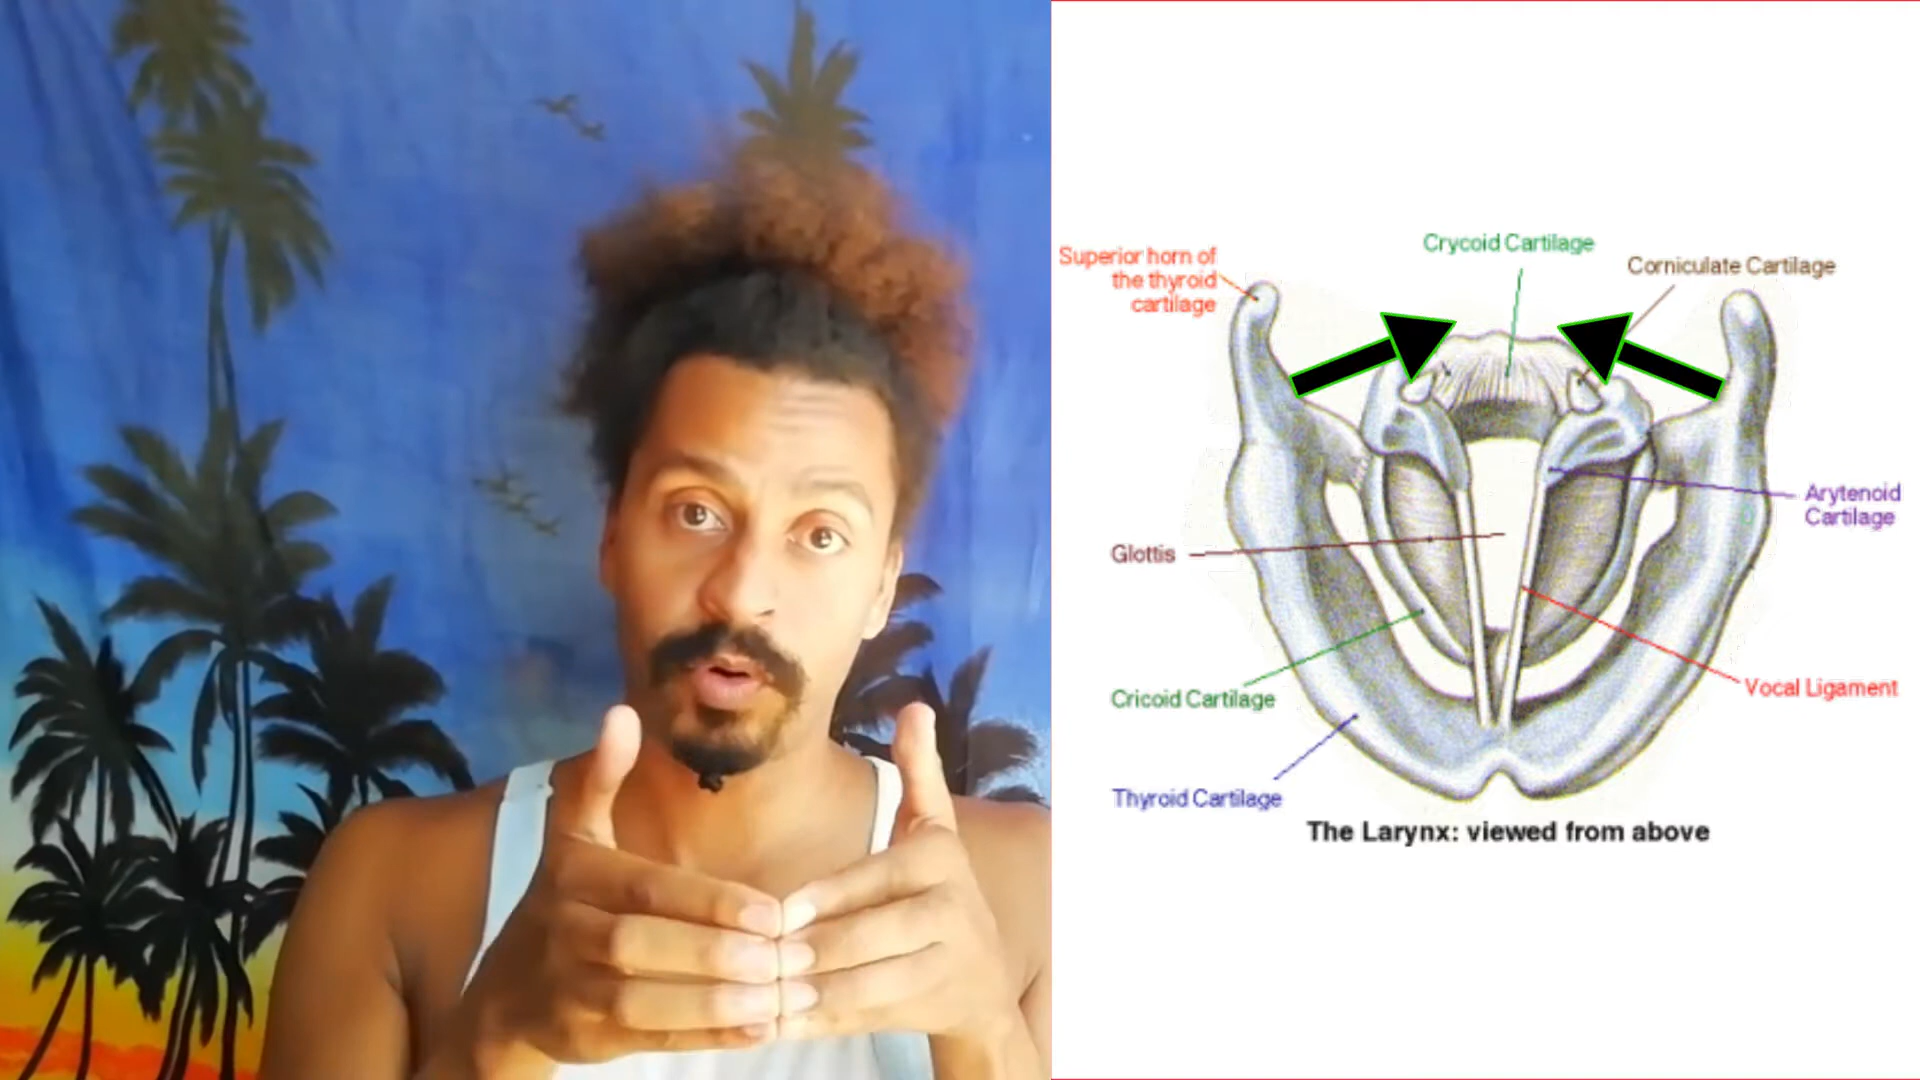 Crycoid Cartilage
Superior horn of
the thyroid
cartilage
Corniculate Cartilage
Arytenoid
Cartilage
Glottis
Vocal Ligament
Cricoid Cartilage
Thyroid Cartilage
The Larynx: viewed from above